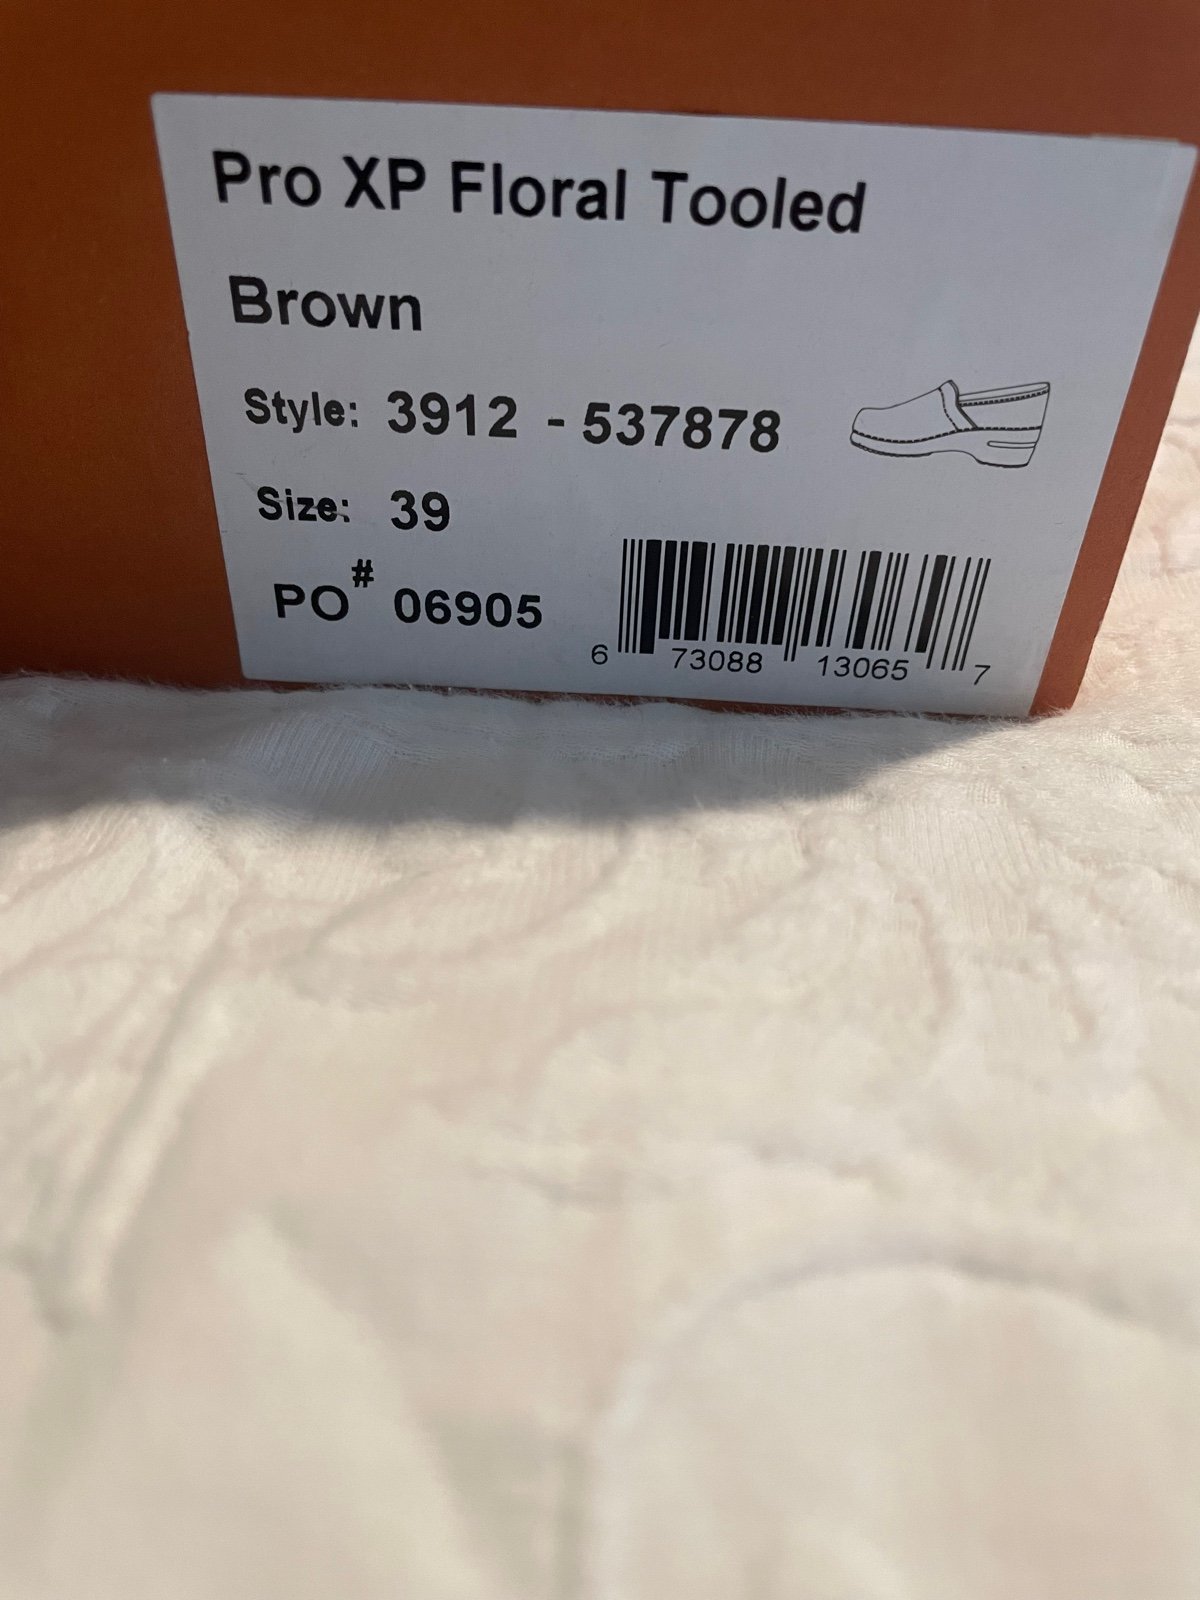 Pro XP Floral Tooled
Brown
Style: 3912 - 537878
Size: 39
PO# 06905
6 73088 13065 7